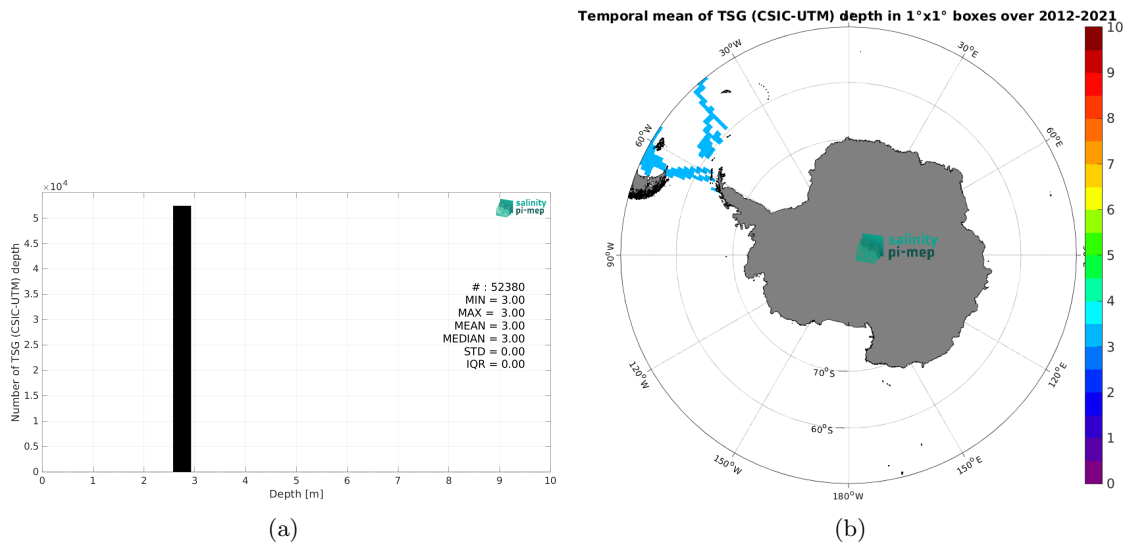 ×10⁴
5
4.5
4
3.5
3
2.5
2
1.5
1
0.5
0
Number of TSG (CSIC-UTM) depth
salinity
pi-mep
# : 52380
MIN = 3.00
MAX = 3.00
MEAN = 3.00
MEDIAN = 3.00
STD = 0.00
IQR = 0.00
0 1 2 3 4 5 6 7 8 9 10
Depth [m]
(a)
Temporal mean of TSG (CSIC-UTM) depth in 1°x1° boxes over 2012-2021
30°W
30°E
60°W
60°E
90°W
salinity
pi-mep
120°W
70°S
120°E
60°S
150°W
150°E
180°W
10
9
8
7
6
5
4
3
2
1
0
(b)